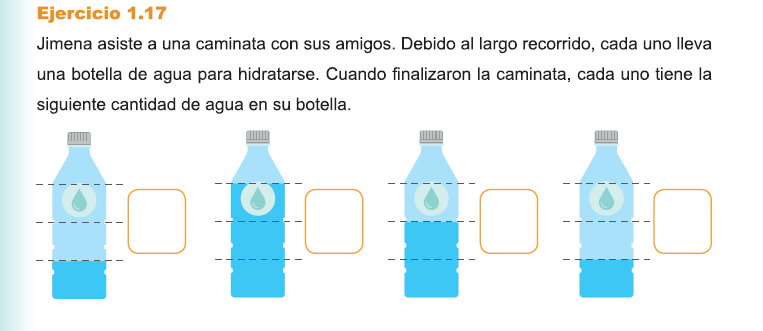 Ejercicio 1.17
Jimena asiste a una caminata con sus amigos. Debido al largo recorrido, cada uno lleva
una botella de agua para hidratarse. Cuando finalizaron la caminata, cada uno tiene la
siguiente cantidad de agua en su botella.